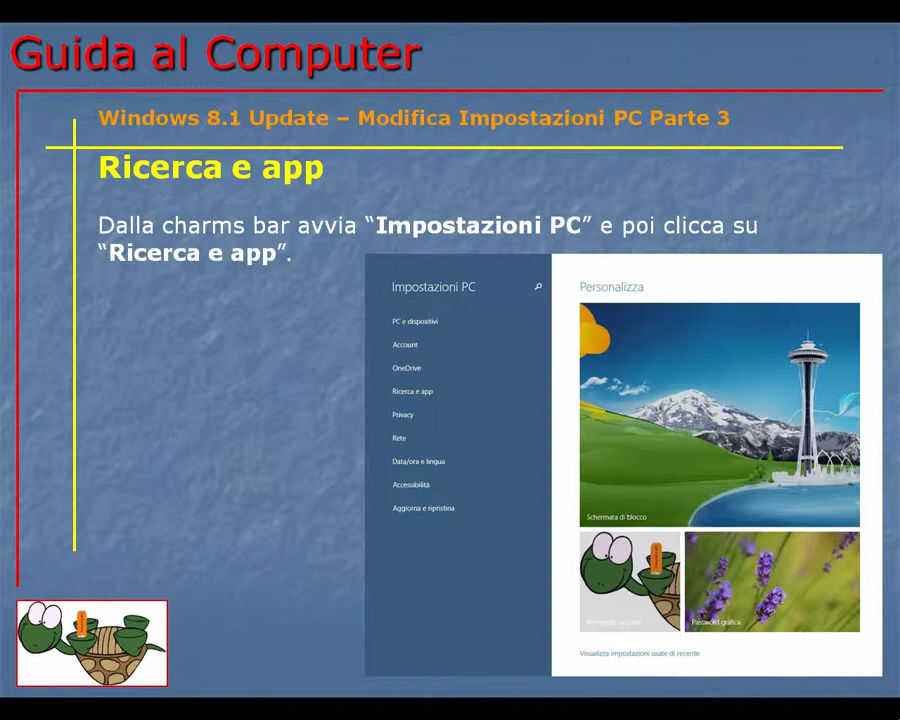 Guida al Computer
Windows 8.1 Update – Modifica Impostazioni PC Parte 3
Ricerca e app
Dalla charms bar avvia “Impostazioni PC” e poi clicca su
“Ricerca e app”.
Impostazioni PC
PC e dispositivi
Account
OneDrive
Ricerca e app
Privacy
Rete
Data/ora e lingua
Accessibilità
Aggiorna e ripristina
Personalizza
Schermata di blocco
Password grafica
Visualizza impostazioni usate di recente